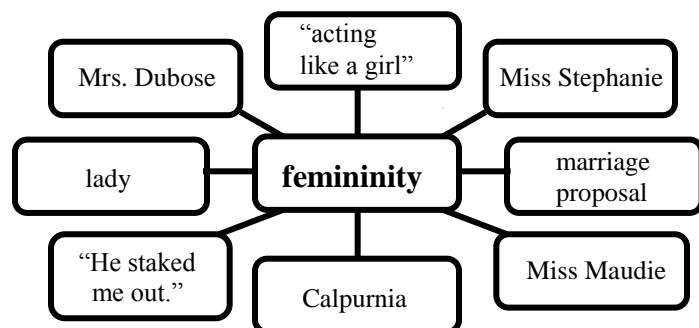 “acting
like a girl”
Mrs. Dubose
Miss Stephanie
lady
femininity
marriage
proposal
“He staked
me out.”
Calpurnia
Miss Maudie